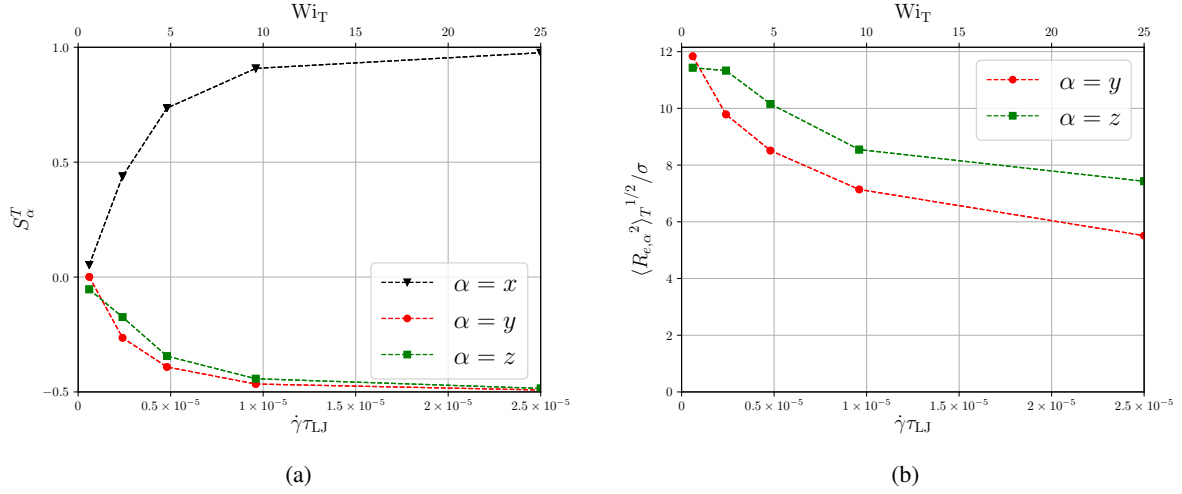 Wi_T
0 5 10 15 20 25
1.0
0.5
0.0
−0.5
S_α^T
α = x
α = y
α = z
0 0.5 × 10⁻⁵ 1 × 10⁻⁵ 1.5 × 10⁻⁵ 2 × 10⁻⁵ 2.5 × 10⁻⁵
γ̇τ_LJ
(a)
Wi_T
0 5 10 15 20 25
12
10
8
6
4
2
0
⟨R_{e,α}²⟩_T^{1/2}/σ
α = y
α = z
0 0.5 × 10⁻⁵ 1 × 10⁻⁵ 1.5 × 10⁻⁵ 2 × 10⁻⁵ 2.5 × 10⁻⁵
γ̇τ_LJ
(b)